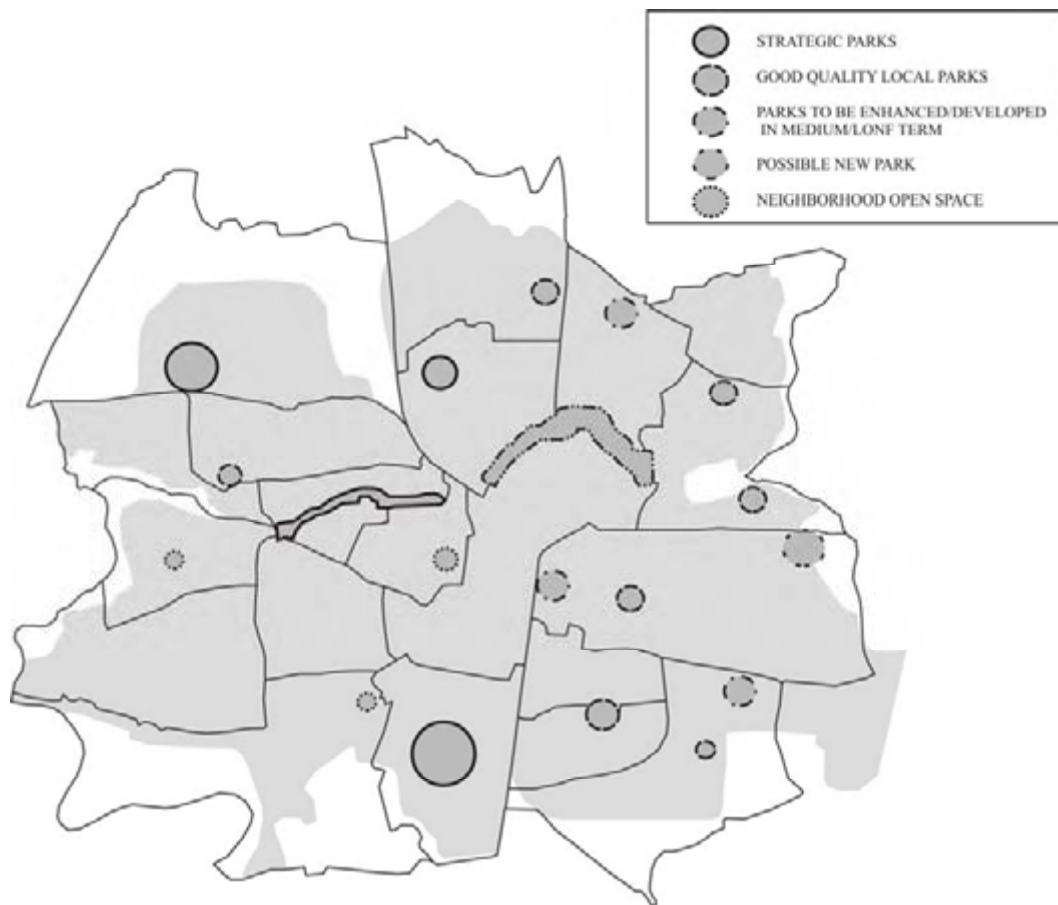 STRATEGIC PARKS
GOOD QUALITY LOCAL PARKS
PARKS TO BE ENHANCED/DEVELOPED
IN MEDIUM/LONF TERM
POSSIBLE NEW PARK
NEIGHBORHOOD OPEN SPACE